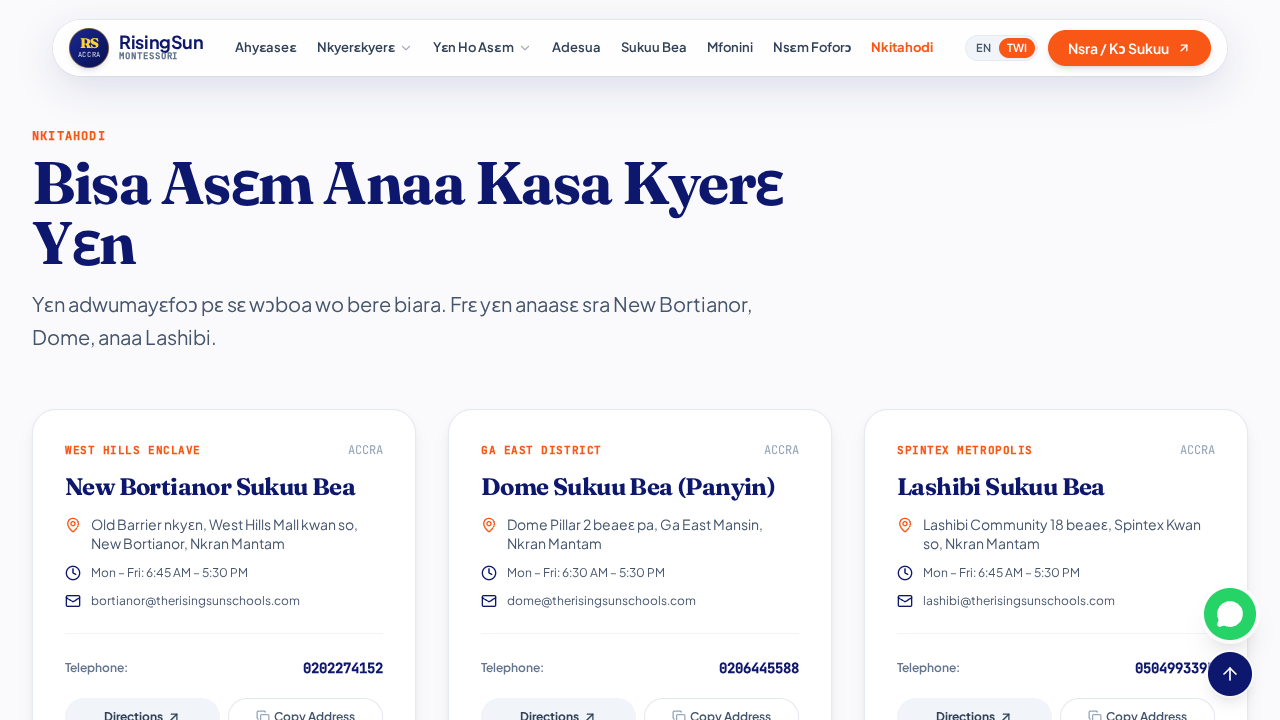 RS
ACCRA
RisingSun
MONTESSORI
Ahyɛaseɛ
Nkyerɛkyerɛ
Yɛn Ho Asɛm
Adesua
Sukuu Bea
Mfonini
Nsɛm Foforɔ
Nkitahodi
EN
TWI
Nsra / Kɔ Sukuu
NKITAHODI
Bisa Asɛm Anaa Kasa Kyerɛ
Yɛn
Yɛn adwumayɛfoɔ pɛ sɛ wɔboa wo bere biara. Frɛ yɛn anaasɛ sra New Bortianor,
Dome, anaa Lashibi.
WEST HILLS ENCLAVE
ACCRA
New Bortianor Sukuu Bea
Old Barrier nkyɛn, West Hills Mall kwan so,
New Bortianor, Nkran Mantam
Mon – Fri: 6:45 AM – 5:30 PM
bortianor@therisingsunschools.com
Telephone:
0202274152
Directions
Copy Address
GA EAST DISTRICT
ACCRA
Dome Sukuu Bea (Panyin)
Dome Pillar 2 beaeɛ pa, Ga East Mansin,
Nkran Mantam
Mon – Fri: 6:30 AM – 5:30 PM
dome@therisingsunschools.com
Telephone:
0206445588
Directions
Copy Address
SPINTEX METROPOLIS
ACCRA
Lashibi Sukuu Bea
Lashibi Community 18 beaeɛ, Spintex Kwan
so, Nkran Mantam
Mon – Fri: 6:45 AM – 5:30 PM
lashibi@therisingsunschools.com
Telephone:
Directions
Copy Address